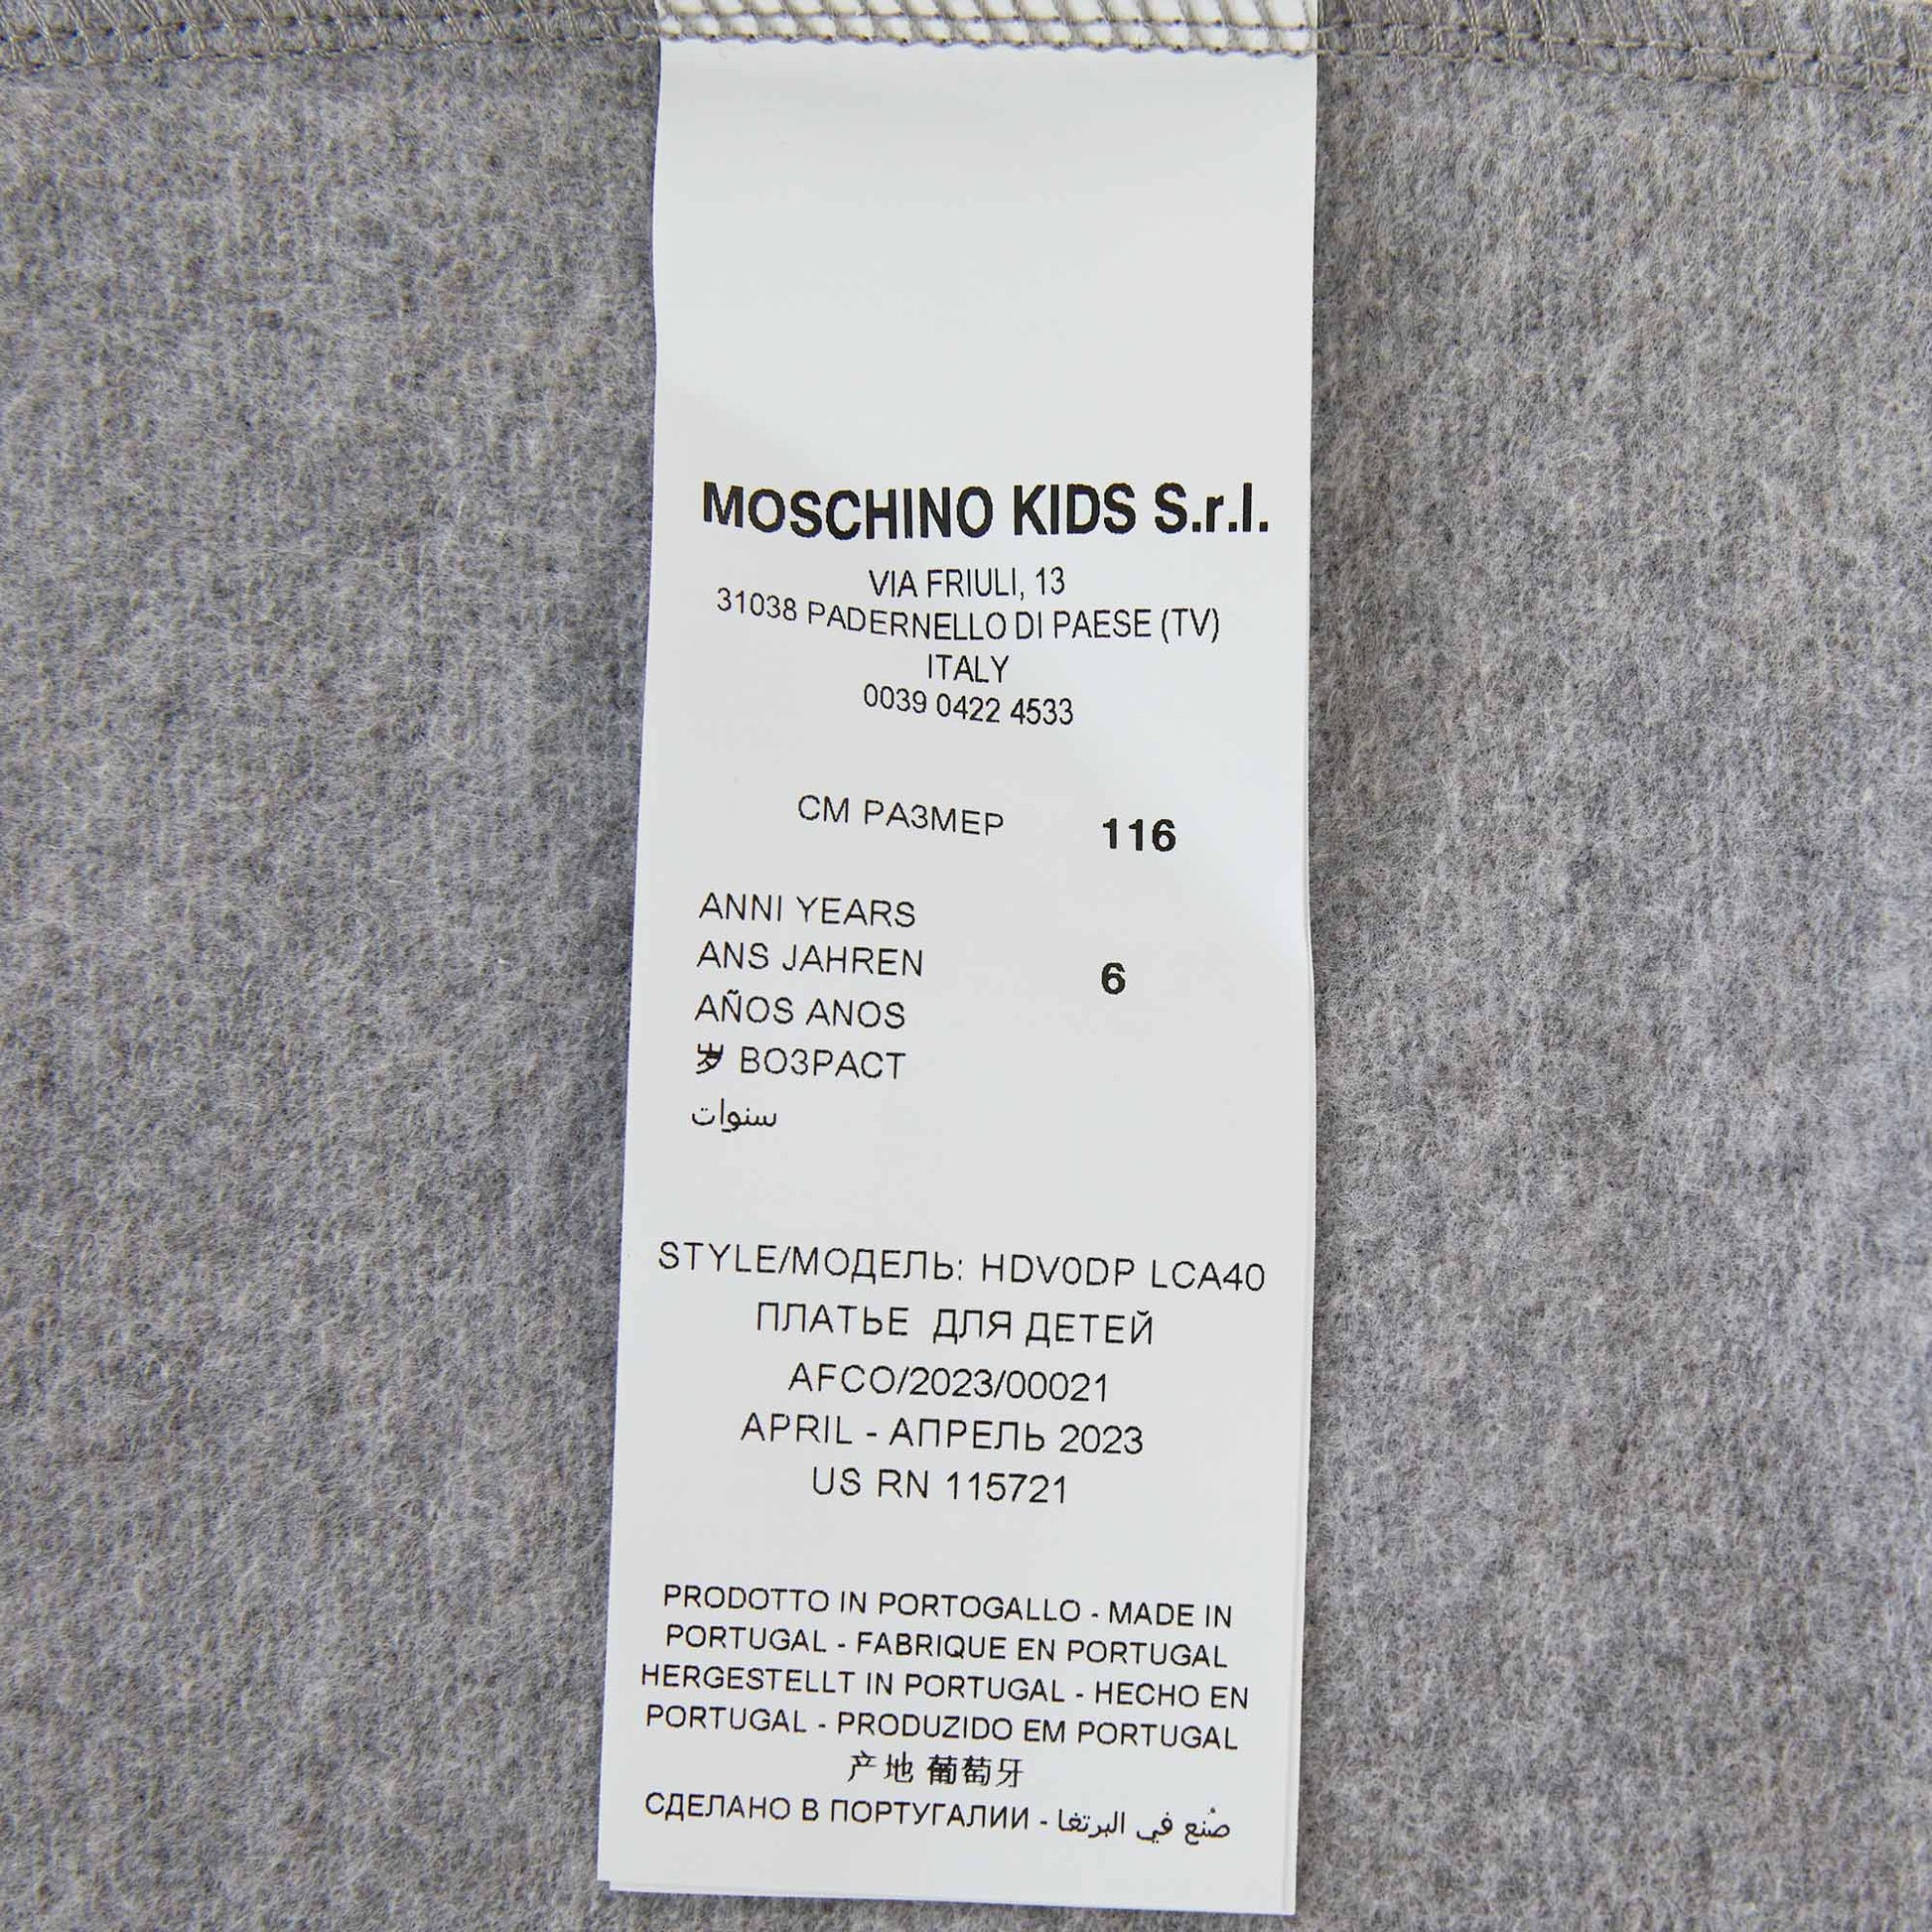 MOSCHINO KIDS S.r.l.
VIA FRIULI, 13
31038 PADERNELLO DI PAESE (TV)
ITALY
0039 0422 4533
СМ РАЗМЕР 116
ANNI YEARS
ANS JAHREN 6
AÑOS ANOS
岁 ВОЗРАСТ
سنوات
STYLE/МОДЕЛЬ: HDV0DP LCA40
ПЛАТЬЕ ДЛЯ ДЕТЕЙ
AFCO/2023/00021
APRIL - АПРЕЛЬ 2023
US RN 115721
PRODOTTO IN PORTOGALLO - MADE IN
PORTUGAL - FABRIQUE EN PORTUGAL
HERGESTELLT IN PORTUGAL - HECHO EN
PORTUGAL - PRODUZIDO EM PORTUGAL
产地 葡萄牙
СДЕЛАНО В ПОРТУГАЛИИ - صُنع في البرتغا